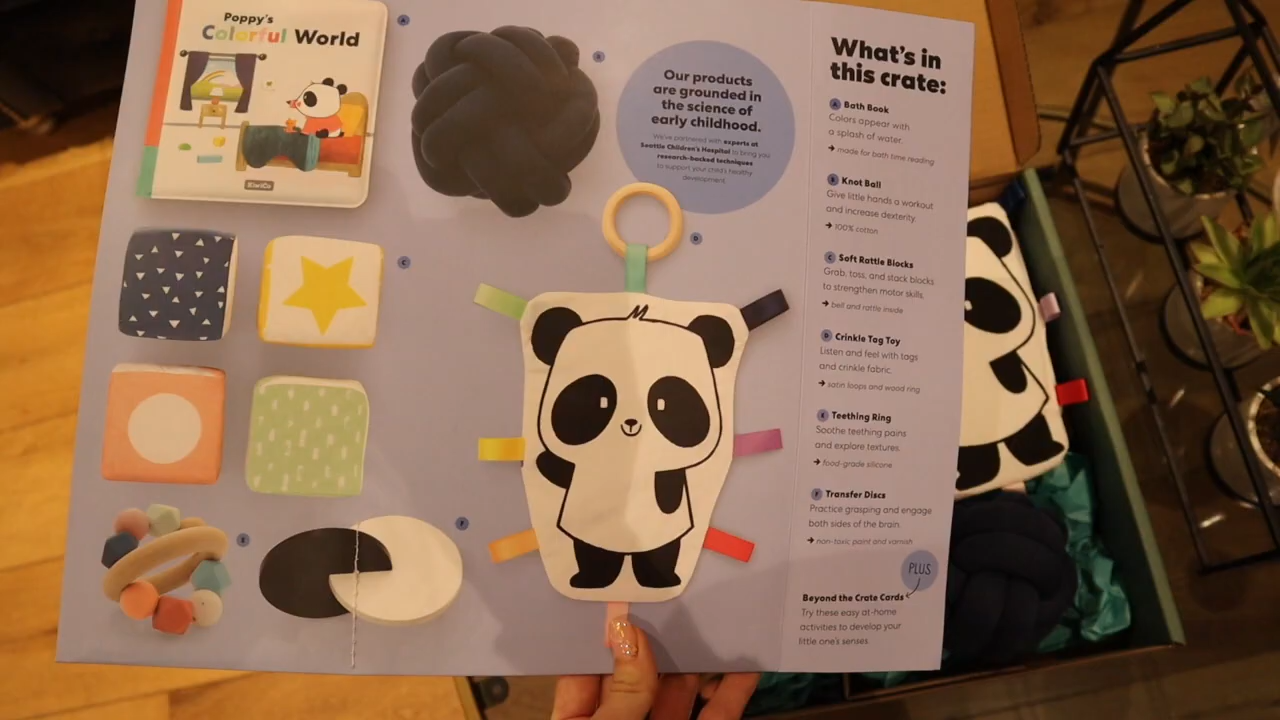 Poppy's
Colorful World
KiwiCo
A
B
C
D
E
F
Our products
are grounded in
the science of
early childhood.
We've partnered with experts at
Seattle Children's Hospital to bring you
research-backed techniques
to support your child's healthy
development.
What's in
this crate:
A Bath Book
Colors appear with
a splash of water.
→ made for bath time reading
B Knot Ball
Give little hands a workout
and increase dexterity.
→ 100% cotton
C Soft Rattle Blocks
Grab, toss, and stack blocks
to strengthen motor skills.
→ bell and rattle inside
D Crinkle Tag Toy
Listen and feel with tags
and crinkle fabric.
→ satin loops and wood ring
E Teething Ring
Soothe teething pains
and explore textures.
→ food-grade silicone
F Transfer Discs
Practice grasping and engage
both sides of the brain.
→ non-toxic paint and varnish
PLUS
Beyond the Crate Cards
Try these easy at-home
activities to develop your
little one's senses.